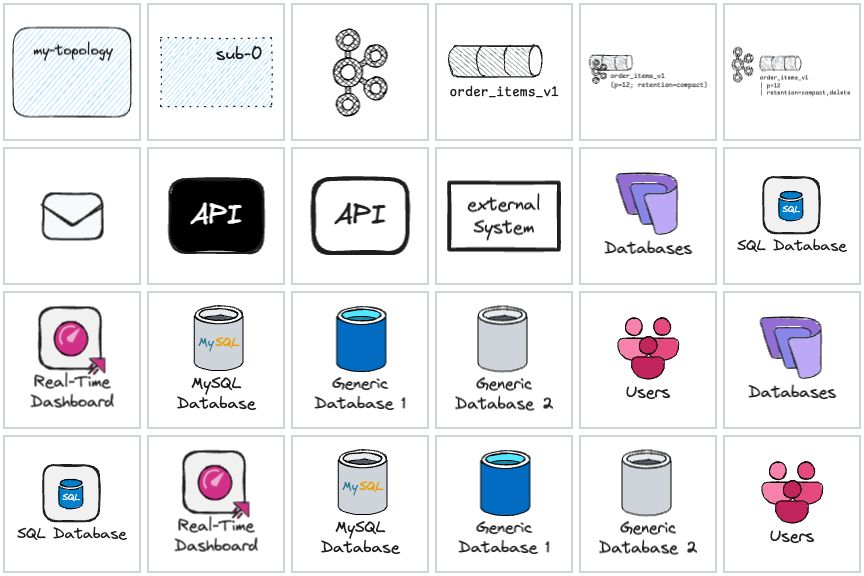 my-topology
sub-0
order_items_v1
order_items_v1
(p=12; retention=compact)
order_items_v1
| p=12
| retention=compact,delete
API
API
external
System
Databases
SQL
SQL Database
Real-Time
Dashboard
MySQL
MySQL
Database
Generic
Database 1
Generic
Database 2
Users
Databases
SQL
SQL Database
Real-Time
Dashboard
MySQL
MySQL
Database
Generic
Database 1
Generic
Database 2
Users